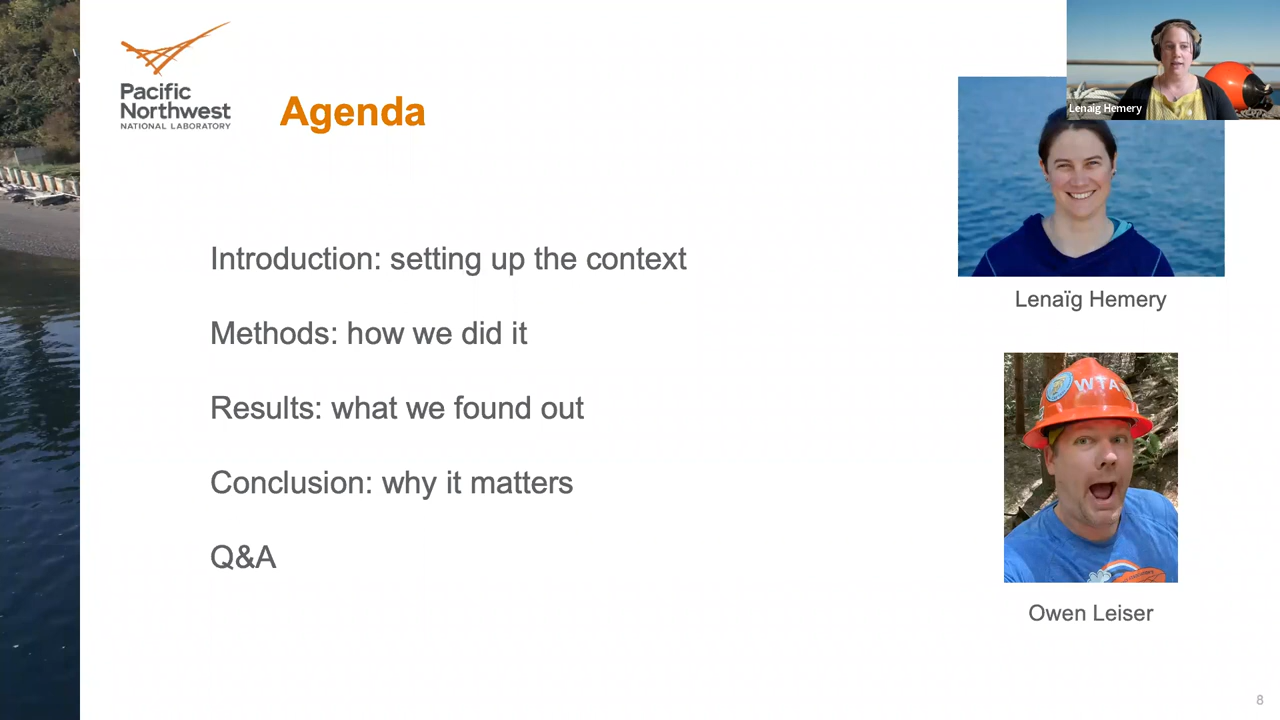 Pacific
Northwest
NATIONAL LABORATORY
Agenda
Introduction: setting up the context
Methods: how we did it
Results: what we found out
Conclusion: why it matters
Q&A
Lenaig Hemery
Lenaïg Hemery
WTA
Owen Leiser
8